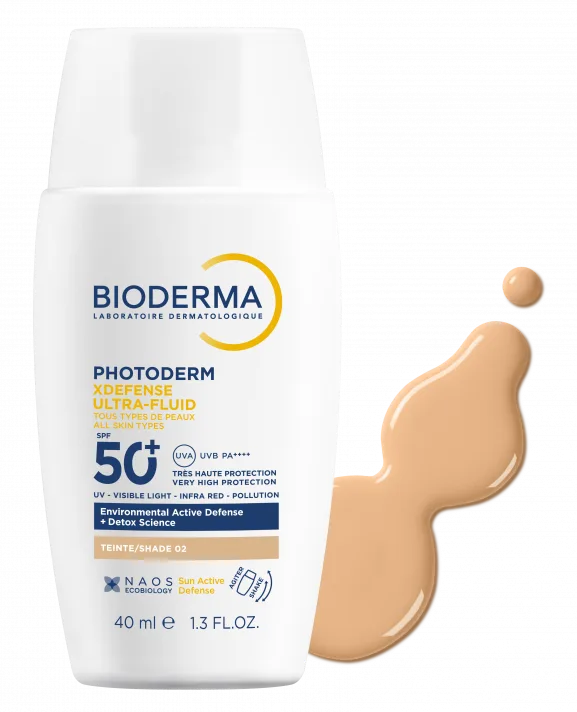 BIODERMA
LABORATOIRE DERMATOLOGIQUE
PHOTODERM
XDEFENSE
ULTRA-FLUID
TOUS TYPES DE PEAUX
ALL SKIN TYPES
SPF
50+
UVA UVB PA++++
TRÈS HAUTE PROTECTION
VERY HIGH PROTECTION
UV - VISIBLE LIGHT - INFRA RED - POLLUTION
Environmental Active Defense
+ Detox Science
TEINTE/SHADE 02
NAOS
ECOBIOLOGY
Sun Active
Defense
AGITER
SHAKE
40 ml e 1.3 FL.OZ.